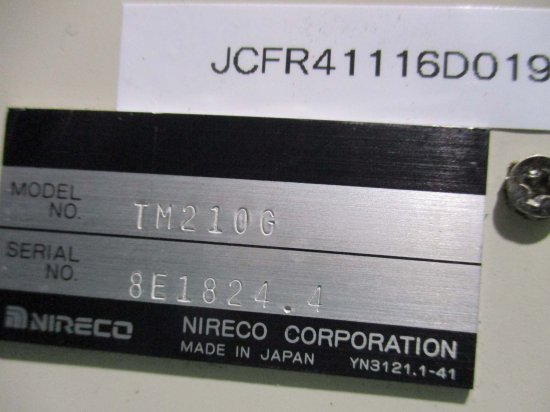 JCFR41116D019
MODEL NO. TM210G
SERIAL NO. 8E1824.4
NIRECO NIRECO CORPORATION
MADE IN JAPAN YN3121.1-41